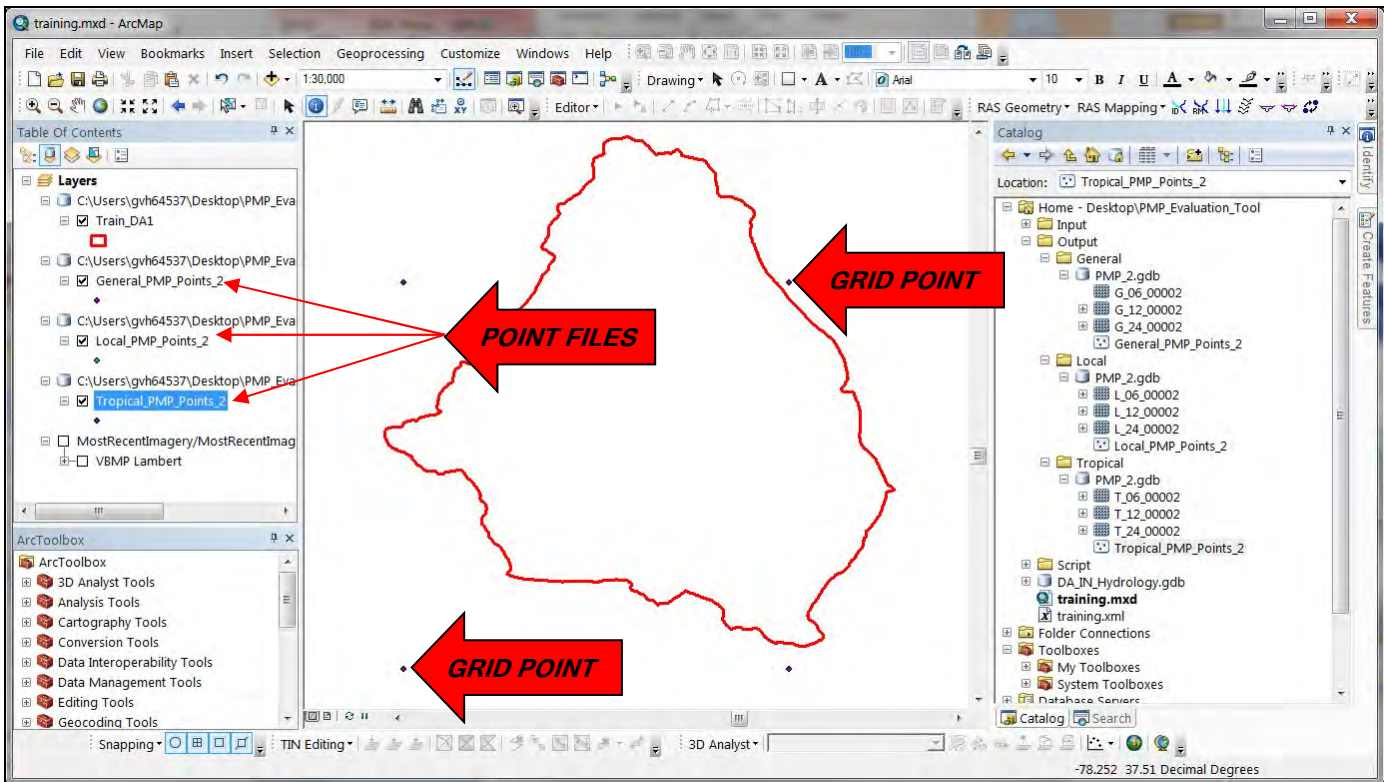 training.mxd - ArcMap
File Edit View Bookmarks Insert Selection Geoprocessing Customize Windows Help
1:30,000 Drawing A Arial 10 B I U A
Editor RAS Geometry RAS Mapping
Table Of Contents
Layers
C:\Users\gvh64537\Desktop\PMP_Eva
Train_DA1
C:\Users\gvh64537\Desktop\PMP_Eva
General_PMP_Points_2
C:\Users\gvh64537\Desktop\PMP_Eva
Local_PMP_Points_2
C:\Users\gvh64537\Desktop\PMP_Eva
Tropical_PMP_Points_2
MostRecentImagery/MostRecentImag
VBMP Lambert
ArcToolbox
ArcToolbox
3D Analyst Tools
Analysis Tools
Cartography Tools
Conversion Tools
Data Interoperability Tools
Data Management Tools
Editing Tools
Geocoding Tools
POINT FILES
GRID POINT
GRID POINT
Catalog
Location: Tropical_PMP_Points_2
Home - Desktop\PMP_Evaluation_Tool
Input
Output
General
PMP_2.gdb
G_06_00002
G_12_00002
G_24_00002
General_PMP_Points_2
Local
PMP_2.gdb
L_06_00002
L_12_00002
L_24_00002
Local_PMP_Points_2
Tropical
PMP_2.gdb
T_06_00002
T_12_00002
T_24_00002
Tropical_PMP_Points_2
Script
DA_IN_Hydrology.gdb
training.mxd
training.xml
Folder Connections
Toolboxes
My Toolboxes
System Toolboxes
Database Servers
Catalog Search
Identify
Create Features
Snapping TIN Editing 3D Analyst
-78.252 37.51 Decimal Degrees